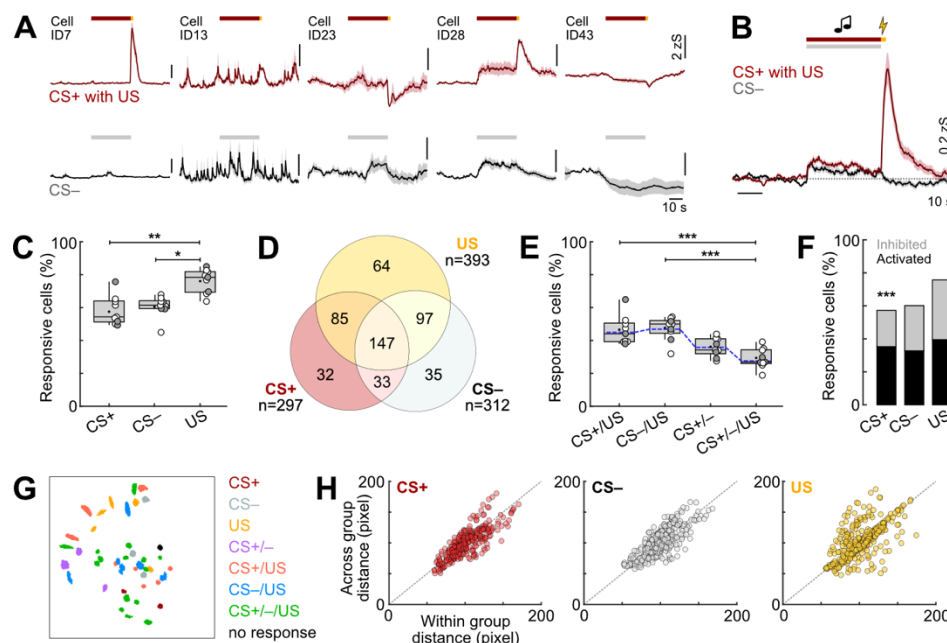 A
Cell
ID7
Cell
ID13
Cell
ID23
Cell
ID28
Cell
ID43
2 zS
CS+ with US
CS–
10 s
B
CS+ with US
CS–
0.2 zS
10 s
C
Responsive cells (%)
100
0
**
*
CS+
CS–
US
D
US
n=393
64
85
97
147
32
33
35
CS+
n=297
CS–
n=312
E
Responsive cells (%)
100
0
***
***
CS+/US
CS–/US
CS+/–
CS+/–/US
F
Responsive cells (%)
100
0
Inhibited
Activated
***
CS+
CS–
US
G
CS+
CS–
US
CS+/–
CS+/US
CS–/US
CS+/–/US
no response
H
Across group
distance (pixel)
200
0
CS+
0
200
Within group
distance (pixel)
200
0
CS–
0
200
200
0
US
0
200